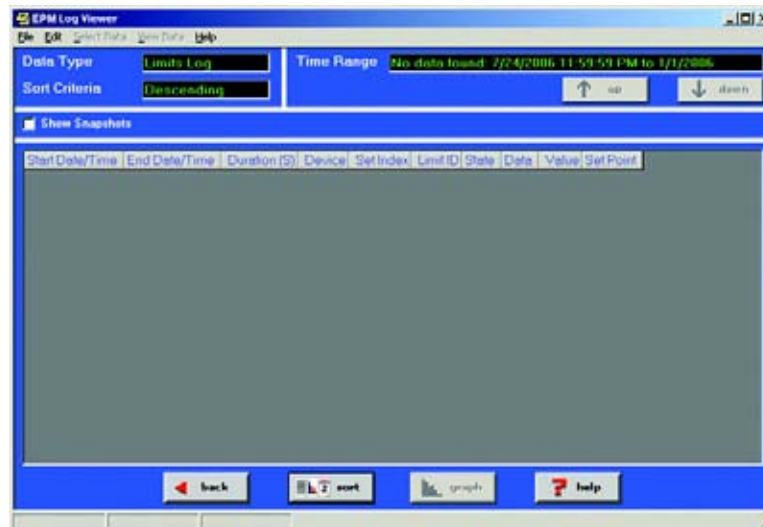 EPM Log Viewer
File Edit Select Data View Data Help
Data Type Limits Log Time Range No data found: 7/24/2006 11:59:59 PM to 1/1/2006
Sort Criteria Descending up down
Show Snapshots
Start Date/Time End Date/Time Duration (S) Device Set Index Limit ID State Data Value Set Point
back sort graph help